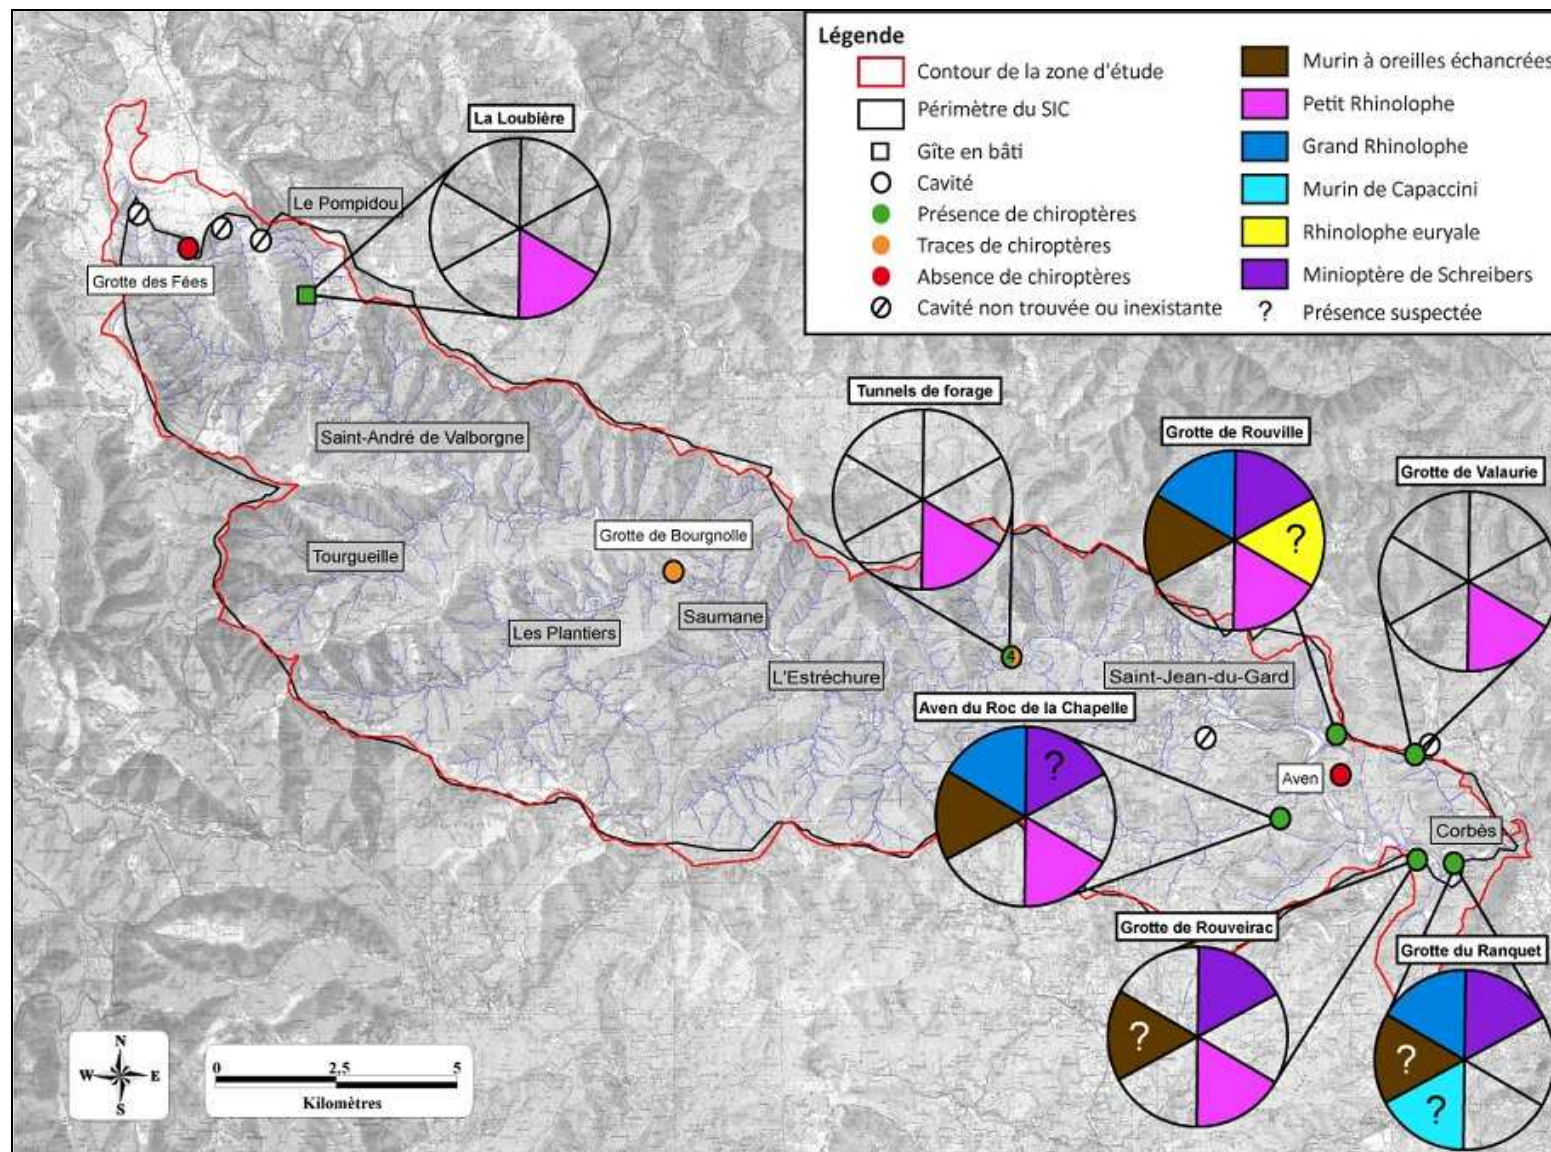 Légende
Contour de la zone d'étude
Périmètre du SIC
Gîte en bâti
Cavité
Présence de chiroptères
Traces de chiroptères
Absence de chiroptères
Cavité non trouvée ou inexistante
Murin à oreilles échancrées
Petit Rhinolophe
Grand Rhinolophe
Murin de Capaccini
Rhinolophe euryale
Minioptère de Schreibers
? Présence suspectée
La Loubière
Le Pompidou
Grotte des Fées
Saint-André de Valborgne
Tunnels de forage
Grotte de Rouville
?
Grotte de Valaurie
Grotte de Bourgnolle
Tourgueille
Saumane
Les Plantiers
4
L'Estréchure
Saint-Jean-du-Gard
Aven du Roc de la Chapelle
?
Aven
Corbès
Grotte de Rouveirac
?
Grotte du Ranquet
?
?
N
W E
S
0 2,5 5
Kilomètres